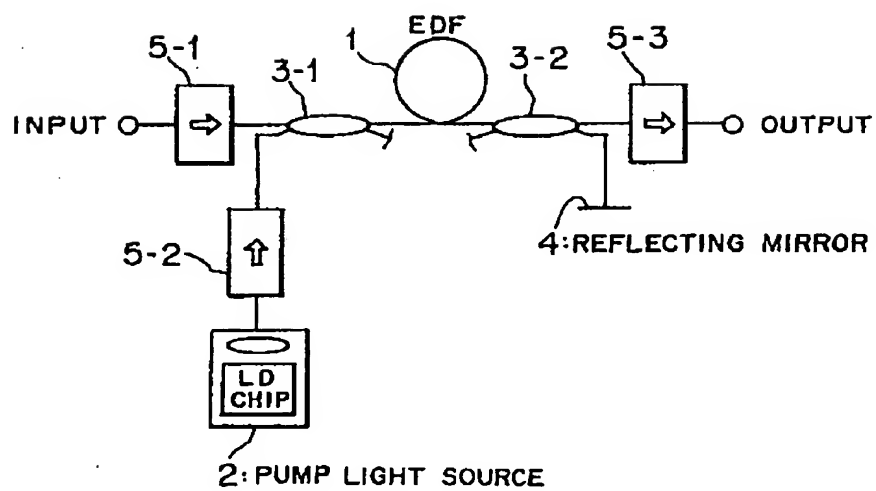 EDF
1
5-1
3-1
3-2
5-3
INPUT
OUTPUT
4:REFLECTING MIRROR
5-2
LD
CHIP
2:PUMP LIGHT SOURCE